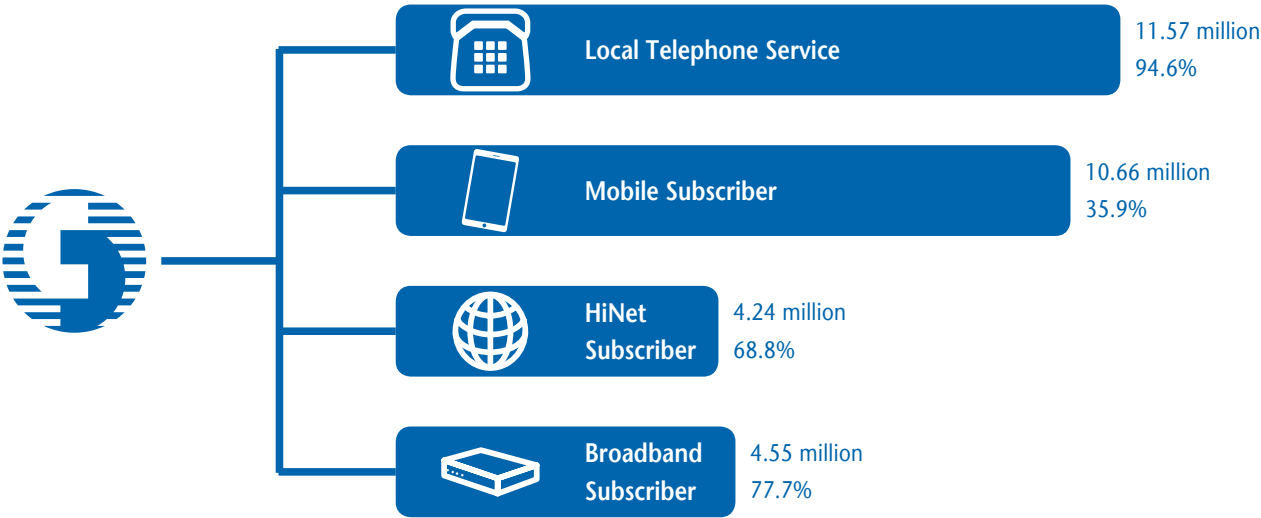 Local Telephone Service
11.57 million
94.6%
Mobile Subscriber
10.66 million
35.9%
HiNet
Subscriber
4.24 million
68.8%
Broadband
Subscriber
4.55 million
77.7%